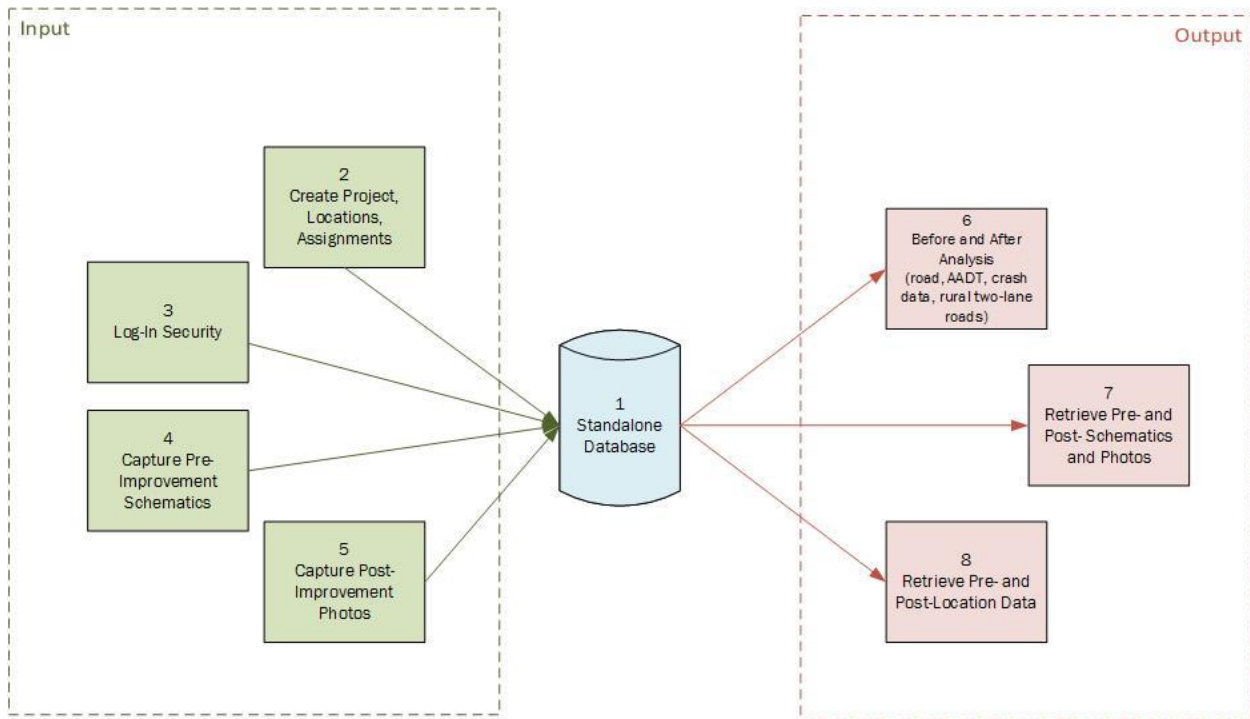 Input
Output
2
Create Project,
Locations,
Assignments
3
Log-In Security
4
Capture Pre-
Improvement
Schematics
5
Capture Post-
Improvement
Photos
1
Standalone
Database
6
Before and After
Analysis
(road, AADT, crash
data, rural two-lane
roads)
7
Retrieve Pre- and
Post- Schematics
and Photos
8
Retrieve Pre- and
Post-Location Data